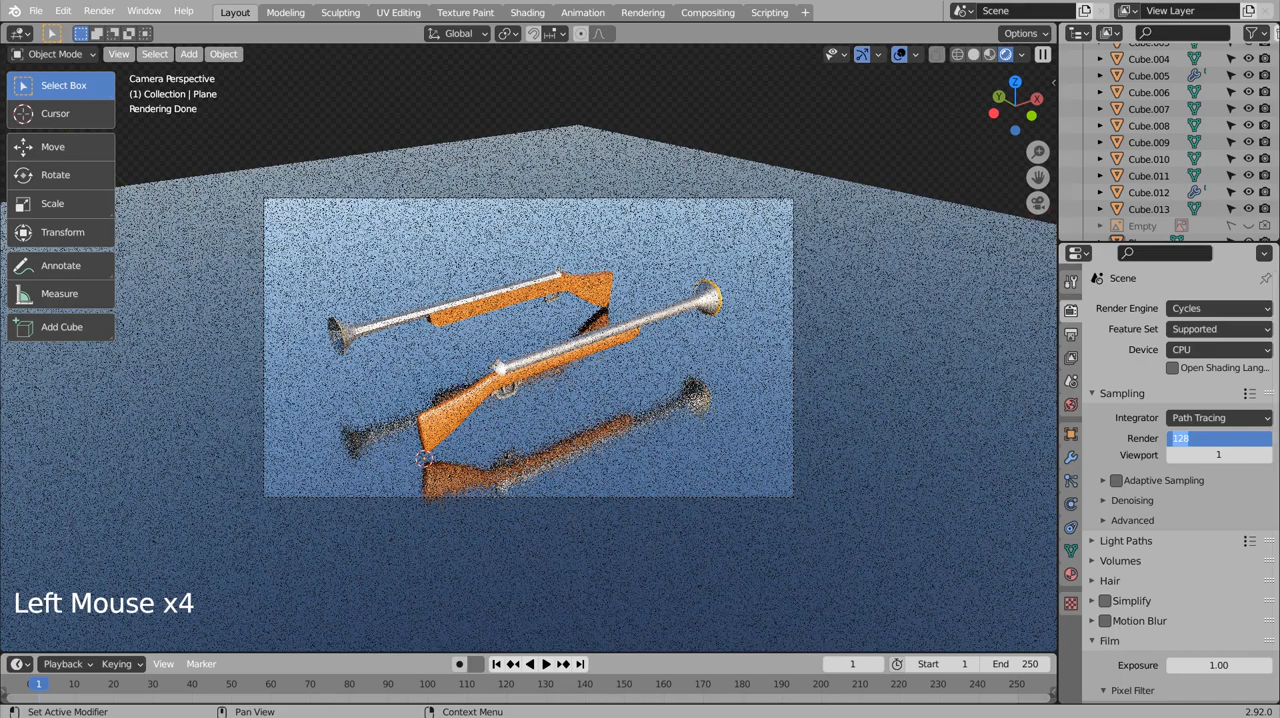 File Edit Render Window Help Layout Modeling Sculpting UV Editing Texture Paint Shading Animation Rendering Compositing Scripting + Scene View Layer
Global Options
Object Mode View Select Add Object
Select Box
Cursor
Move
Rotate
Scale
Transform
Annotate
Measure
Add Cube
Camera Perspective
(1) Collection | Plane
Rendering Done
Z
Y
X
Cube.004
Cube.005
Cube.006
Cube.007
Cube.008
Cube.009
Cube.010
Cube.011
Cube.012
Cube.013
Empty
Scene
Render Engine Cycles
Feature Set Supported
Device CPU
Open Shading Lang...
Sampling
Integrator Path Tracing
Render 128
Viewport 1
Adaptive Sampling
Denoising
Advanced
Light Paths
Volumes
Hair
Simplify
Motion Blur
Film
Exposure 1.00
Pixel Filter
Left Mouse x4
Playback Keying View Marker 1 Start 1 End 250
1 10 20 30 40 50 60 70 80 90 100 110 120 130 140 150 160 170 180 190 200 210 220 230 240 250
Set Active Modifier Pan View Context Menu 2.92.0